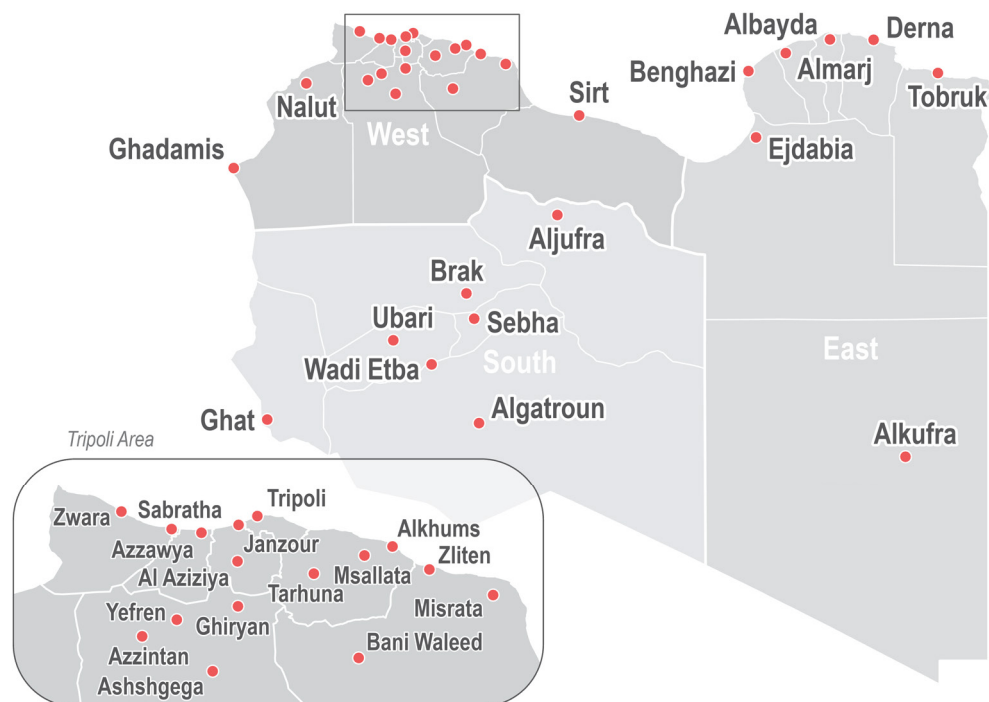 Albayda
Derna
Benghazi
Almarj
Tobruk
Nalut
Sirt
West
Ghadamis
Ejdabia
Aljufra
Brak
Ubari
Sebha
Wadi Etba
South
East
Algatroun
Ghat
Alkufra
Tripoli Area
Tripoli
Sabratha
Zwara
Alkhums
Azzawya
Janzour
Zliten
Al Aziziya
Msallata
Tarhuna
Misrata
Yefren
Ghiryan
Bani Waleed
Azzintan
Ashshgega